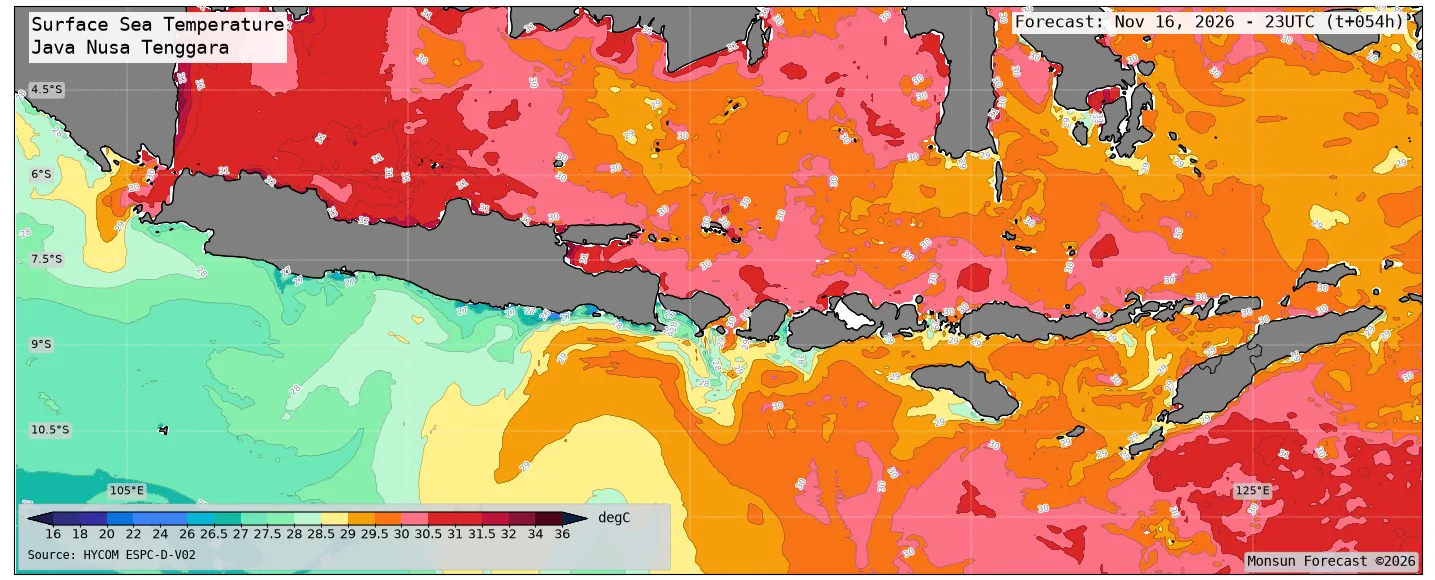 Surface Sea Temperature
Java Nusa Tenggara
Forecast: Nov 16, 2026 - 23UTC (t+054h)
4.5°S
6°S
7.5°S
9°S
10.5°S
105°E
125°E
degC
16 18 20 22 24 26 26.5 27 27.5 28 28.5 29 29.5 30 30.5 31 31.5 32 34 36
Source: HYCOM ESPC-D-V02
Monsun Forecast ©2026